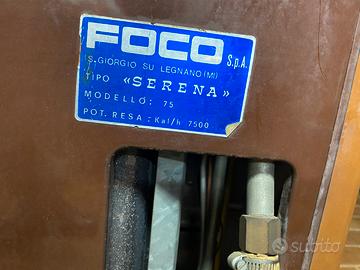 FOCO S.p.A.
S. GIORGIO SU LEGNANO (MI)
TIPO «SERENA»
MODELLO: 75
POT. RESA: Kal/h 7500
subito